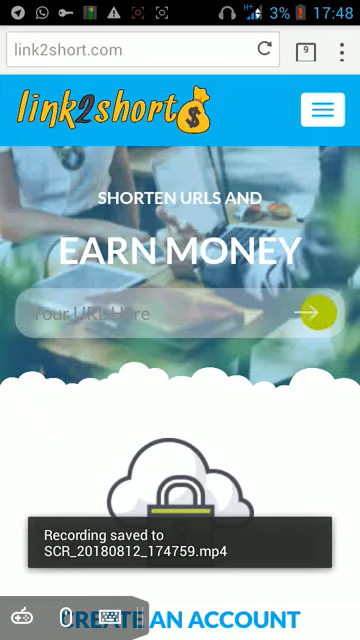 3% 17:48
link2short.com
9
link2short $
SHORTEN URLS AND
EARN MONEY
Your URL Here
Recording saved to
SCR_20180812_174759.mp4
CREATE AN ACCOUNT